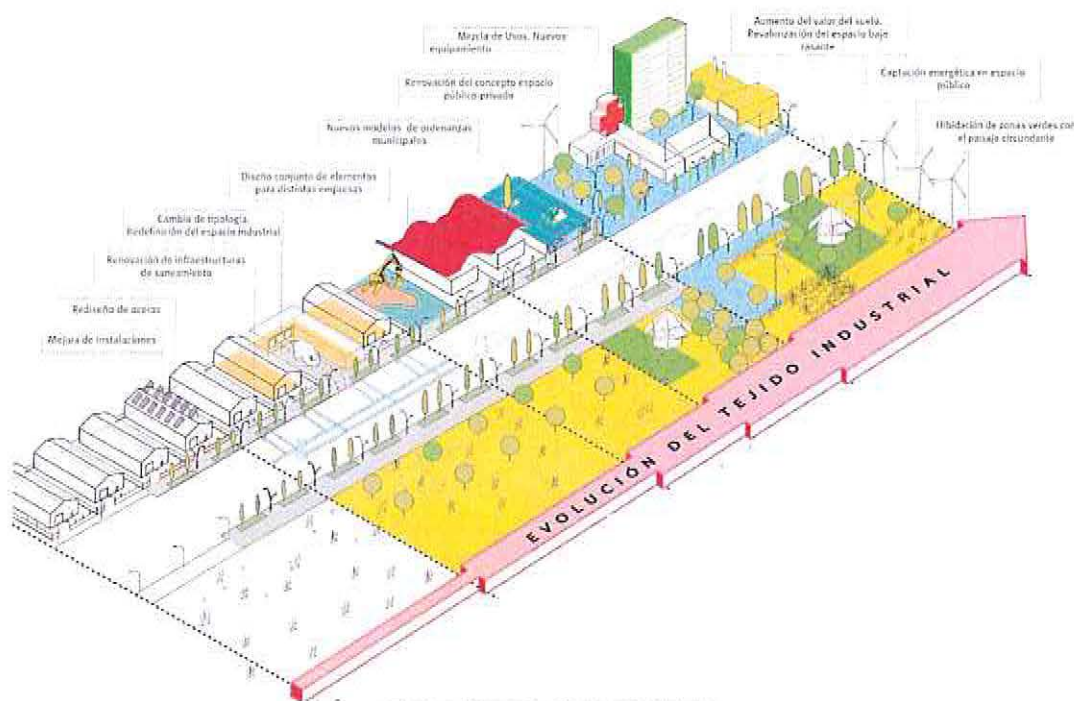 Mezcla de Usos. Nuevos
equipamiento
Aumento del valor del suelo.
Revalorización del espacio bajo
rasante
Renovación del concepto espacio
público-privado
Captación energética en espacio
público
Nuevos modelos de ordenanzas
municipales
Hibidación de zonas verdes con
el paisaje circundante
Diseño conjunto de elementos
para distintas empresas
Cambio de tipología.
Redefinición del espacio industrial
Renovación de infraestructuras
de saneamiento
Rediseño de aceras
Mejora de instalaciones
EVOLUCIÓN DEL TEJIDO INDUSTRIAL